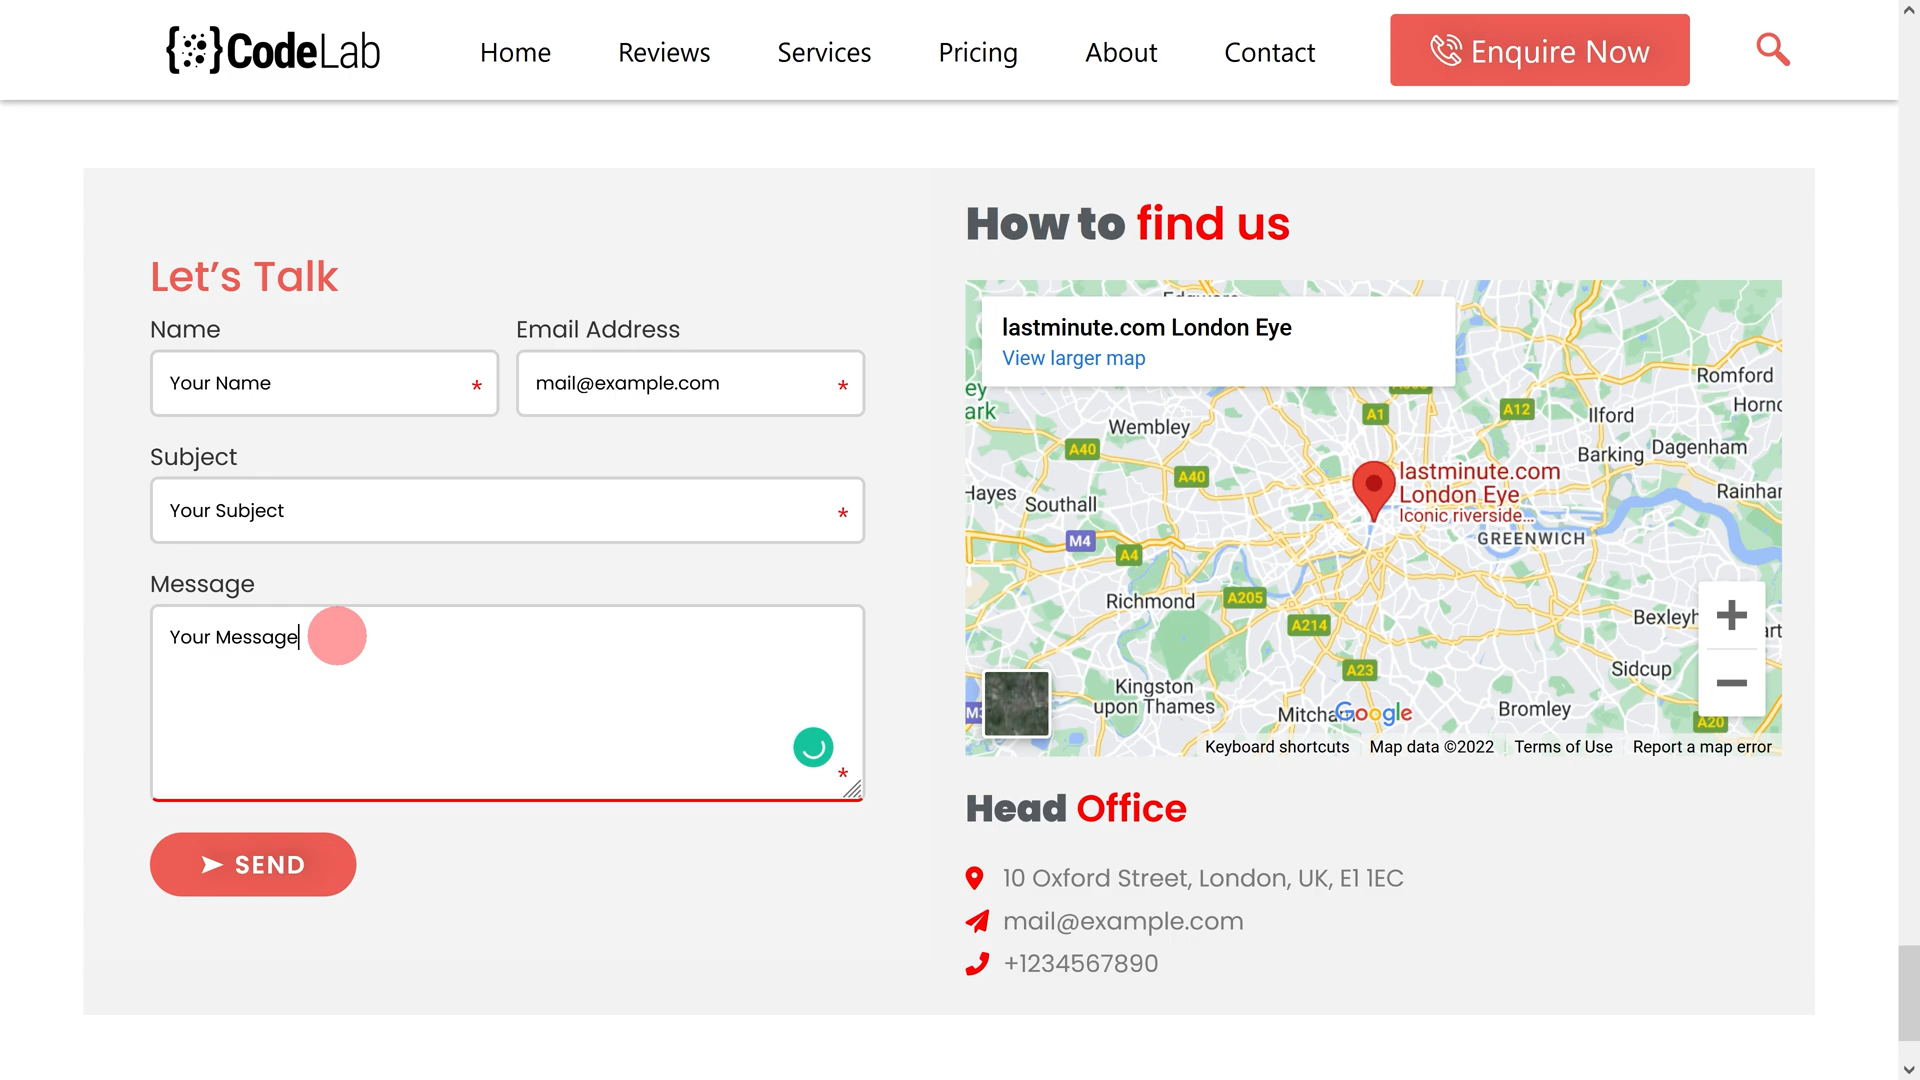 {}CodeLab
Home
Reviews
Services
Pricing
About
Contact
Enquire Now
Let’s Talk
Name
Email Address
Your Name *
mail@example.com *
Subject
Your Subject *
Message
Your Message
*
SEND
How to find us
lastminute.com London Eye
View larger map
Romford
A1
A12
Ilford
Wembley
A40
Barking
Dagenham
A40
lastminute.com
London Eye
Iconic riverside...
Hayes
Southall
GREENWICH
M4
A4
Richmond
A205
A214
A23
Sidcup
Kingston
upon Thames
Google
Bromley
A20
Keyboard shortcuts
Map data ©2022
Terms of Use
Report a map error
Head Office
10 Oxford Street, London, UK, E1 1EC
mail@example.com
+1234567890